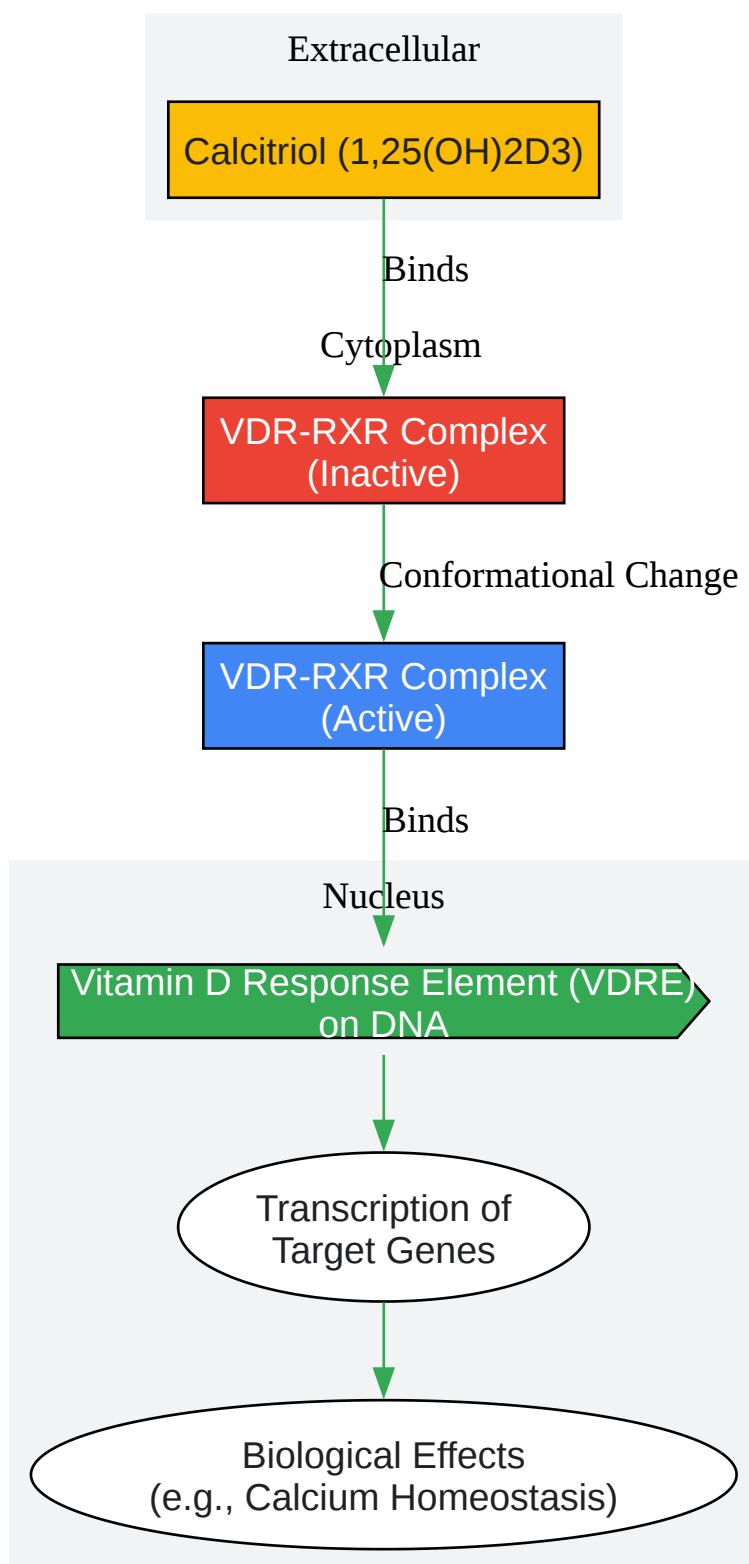 Extracellular
Calcitriol (1,25(OH)2D3)
Binds
Cytoplasm
VDR-RXR Complex
(Inactive)
Conformational Change
VDR-RXR Complex
(Active)
Binds
Nucleus
Vitamin D Response Element (VDRE)
on DNA
Transcription of
Target Genes
Biological Effects
(e.g., Calcium Homeostasis)